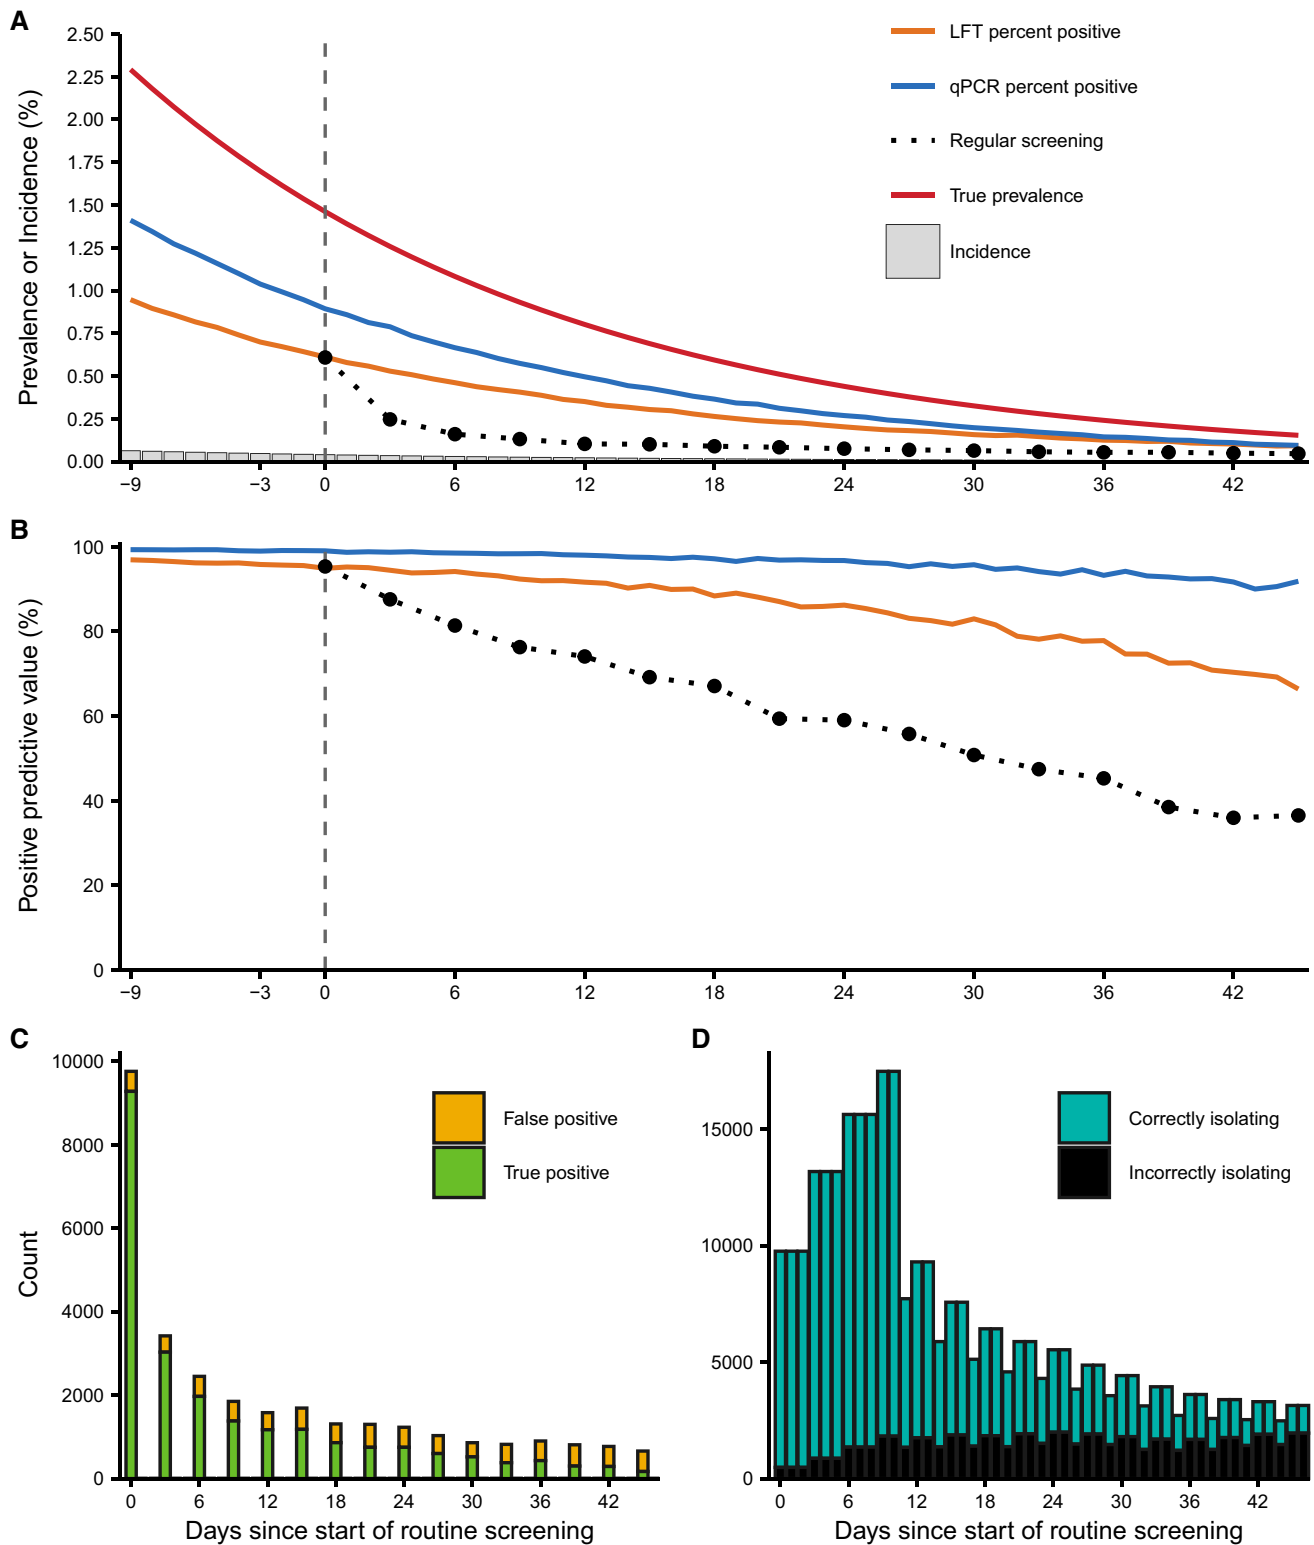 A
Prevalence or Incidence (%)
2.50
2.25
2.00
1.75
1.50
1.25
1.00
0.75
0.50
0.25
0.00
−9 −3 0 6 12 18 24 30 36 42
LFT percent positive
qPCR percent positive
Regular screening
True prevalence
Incidence
B
Positive predictive value (%)
100
80
60
40
20
0
−9 −3 0 6 12 18 24 30 36 42
C
Count
10000
8000
6000
4000
2000
0
0 6 12 18 24 30 36 42
Days since start of routine screening
False positive
True positive
D
15000
10000
5000
0
0 6 12 18 24 30 36 42
Days since start of routine screening
Correctly isolating
Incorrectly isolating